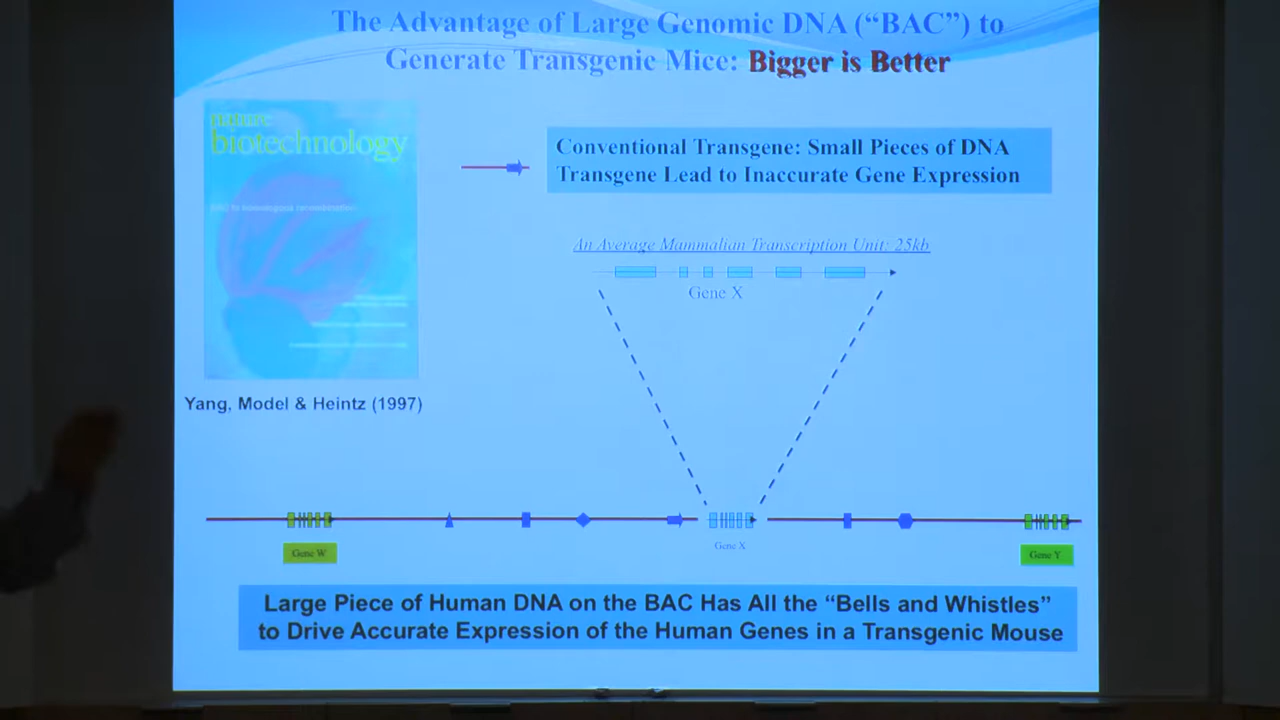 The Advantage of Large Genomic DNA (“BAC”) to
Generate Transgenic Mice: Bigger is Better
nature
biotechnology
Conventional Transgene: Small Pieces of DNA
Transgene Lead to Inaccurate Gene Expression
An Average Mammalian Transcription Unit: 25kb
Gene X
Yang, Model & Heintz (1997)
Gene W
Gene X
Gene Y
Large Piece of Human DNA on the BAC Has All the “Bells and Whistles”
to Drive Accurate Expression of the Human Genes in a Transgenic Mouse